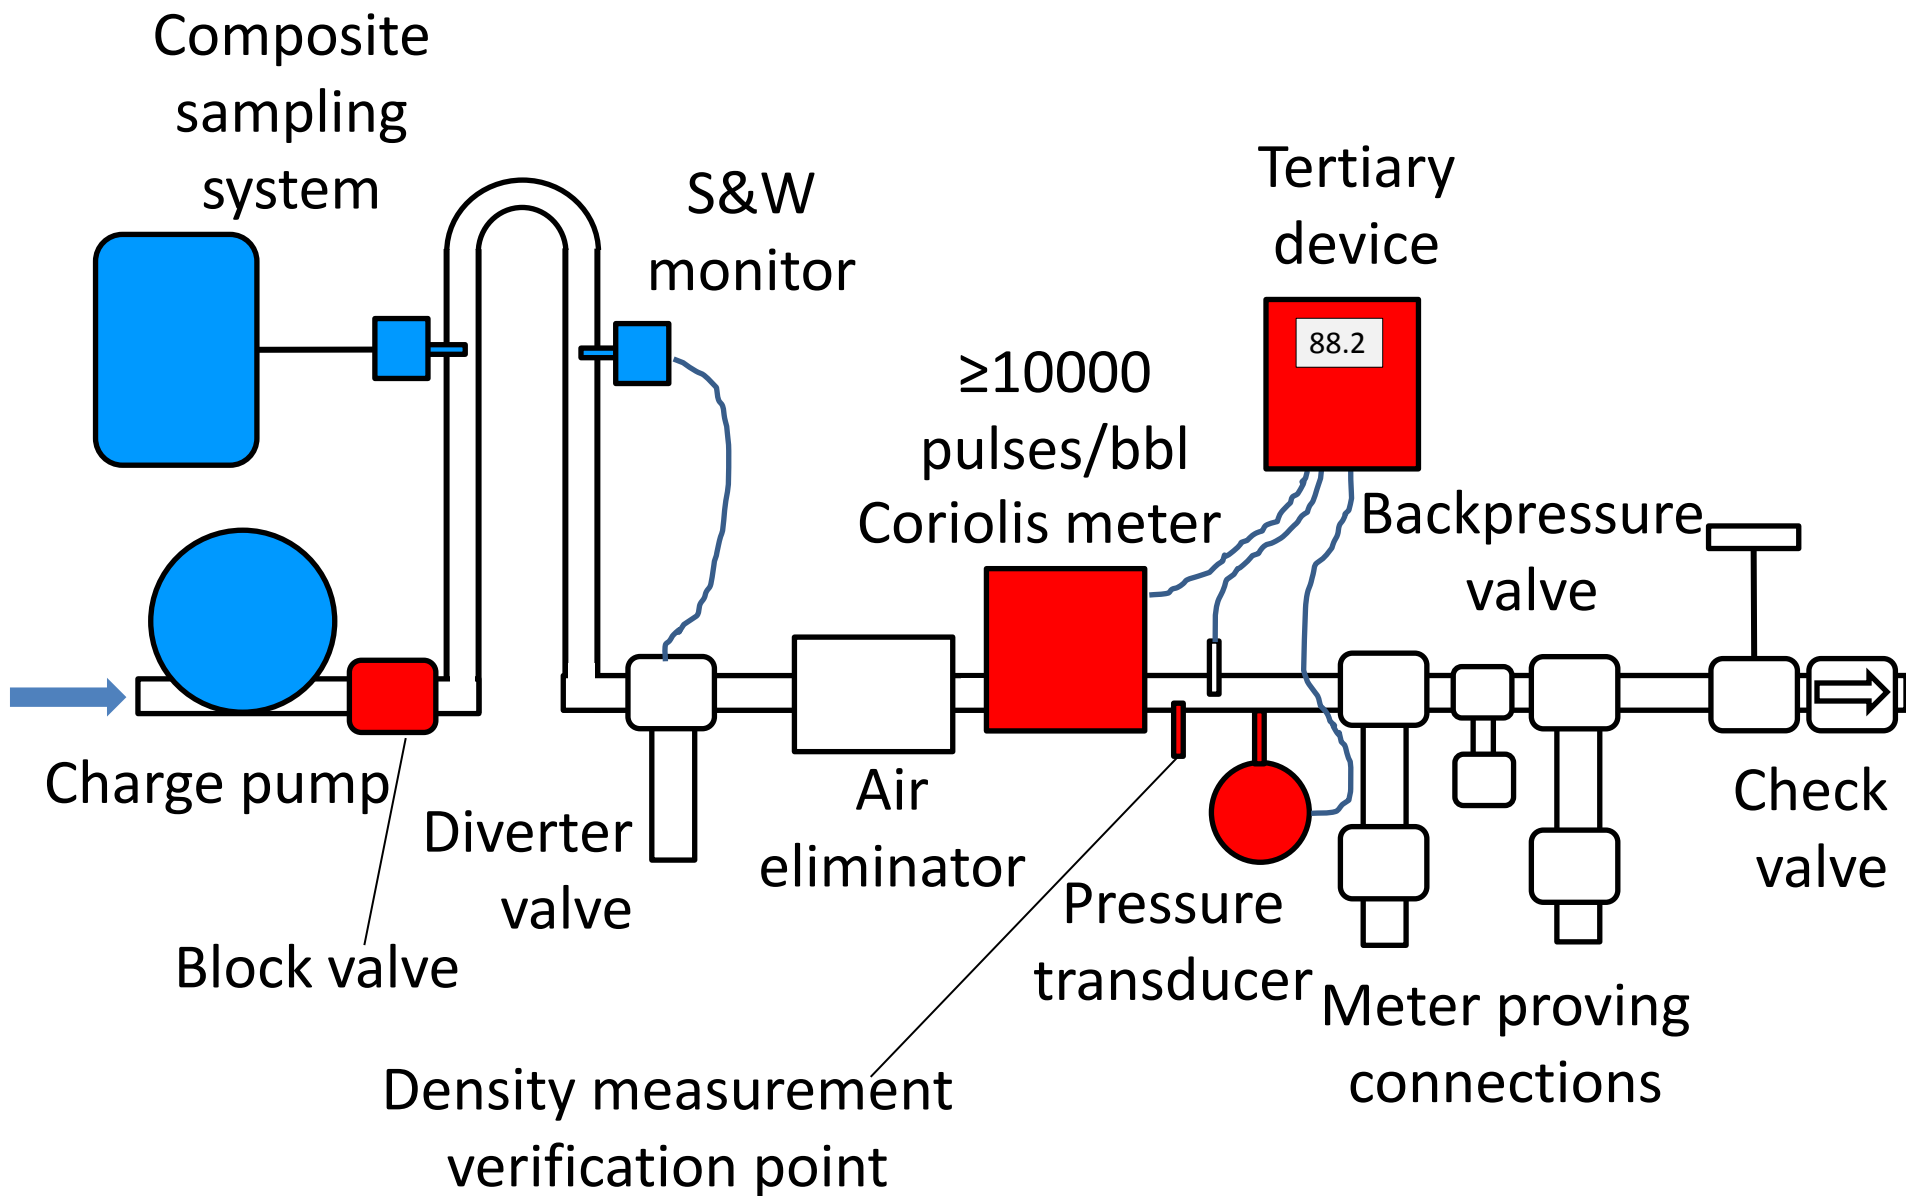 Composite
sampling
system
S&W
monitor
Tertiary
device
88.2
≥10000
pulses/bbl
Coriolis meter
Backpressure
valve
Charge pump
Diverter
valve
Air
eliminator
Check
valve
Block valve
Pressure
transducer
Meter proving
connections
Density measurement
verification point